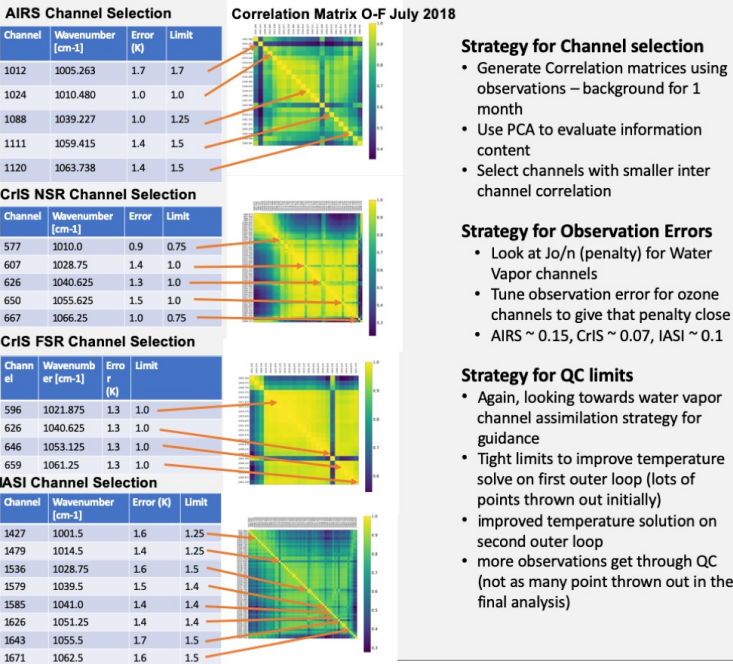 AIRS Channel Selection
Channel Wavenumber [cm-1] Error (K) Limit
1012 1005.263 1.7 1.7
1024 1010.480 1.0 1.0
1088 1039.227 1.0 1.25
1111 1059.415 1.4 1.5
1120 1063.738 1.4 1.5
CrIS NSR Channel Selection
Channel Wavenumber [cm-1] Error Limit
577 1010.0 0.9 0.75
607 1028.75 1.4 1.0
626 1040.625 1.3 1.0
650 1055.625 1.5 1.0
667 1066.25 1.0 0.75
CrIS FSR Channel Selection
Chann el Wavenumb er [cm-1] Erro r (K) Limit
596 1021.875 1.3 1.0
626 1040.625 1.3 1.0
646 1053.125 1.3 1.0
659 1061.25 1.3 1.0
IASI Channel Selection
Channel Wavenumber [cm-1] Error (K) Limit
1427 1001.5 1.6 1.25
1479 1014.5 1.4 1.25
1536 1028.75 1.6 1.5
1579 1039.5 1.5 1.4
1585 1041.0 1.4 1.4
1626 1051.25 1.4 1.4
1643 1055.5 1.7 1.5
1671 1062.5 1.6 1.5
Correlation Matrix O-F July 2018
Strategy for Channel selection
• Generate Correlation matrices using
observations – background for 1
month
• Use PCA to evaluate information
content
• Select channels with smaller inter
channel correlation
Strategy for Observation Errors
• Look at Jo/n (penalty) for Water
Vapor channels
• Tune observation error for ozone
channels to give that penalty close
• AIRS ~ 0.15, CrIS ~ 0.07, IASI ~ 0.1
Strategy for QC limits
• Again, looking towards water vapor
channel assimilation strategy for
guidance
• Tight limits to improve temperature
solve on first outer loop (lots of
points thrown out initially)
• improved temperature solution on
second outer loop
• more observations get through QC
(not as many point thrown out in the
final analysis)